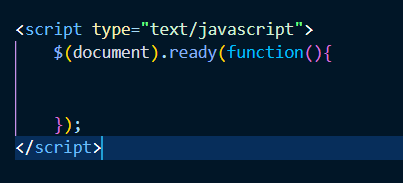 <script type="text/javascript">
$(document).ready(function(){
});
</script>